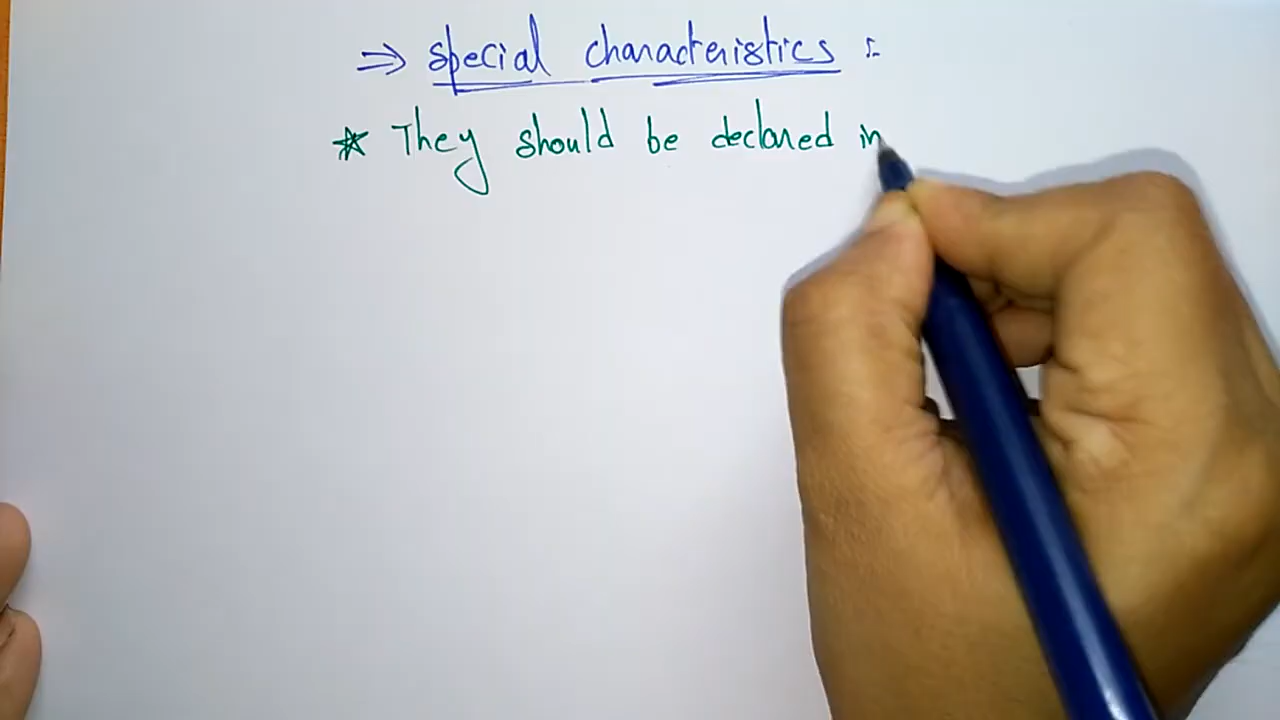 ⇒ special characteristics :-
* They should be declared in